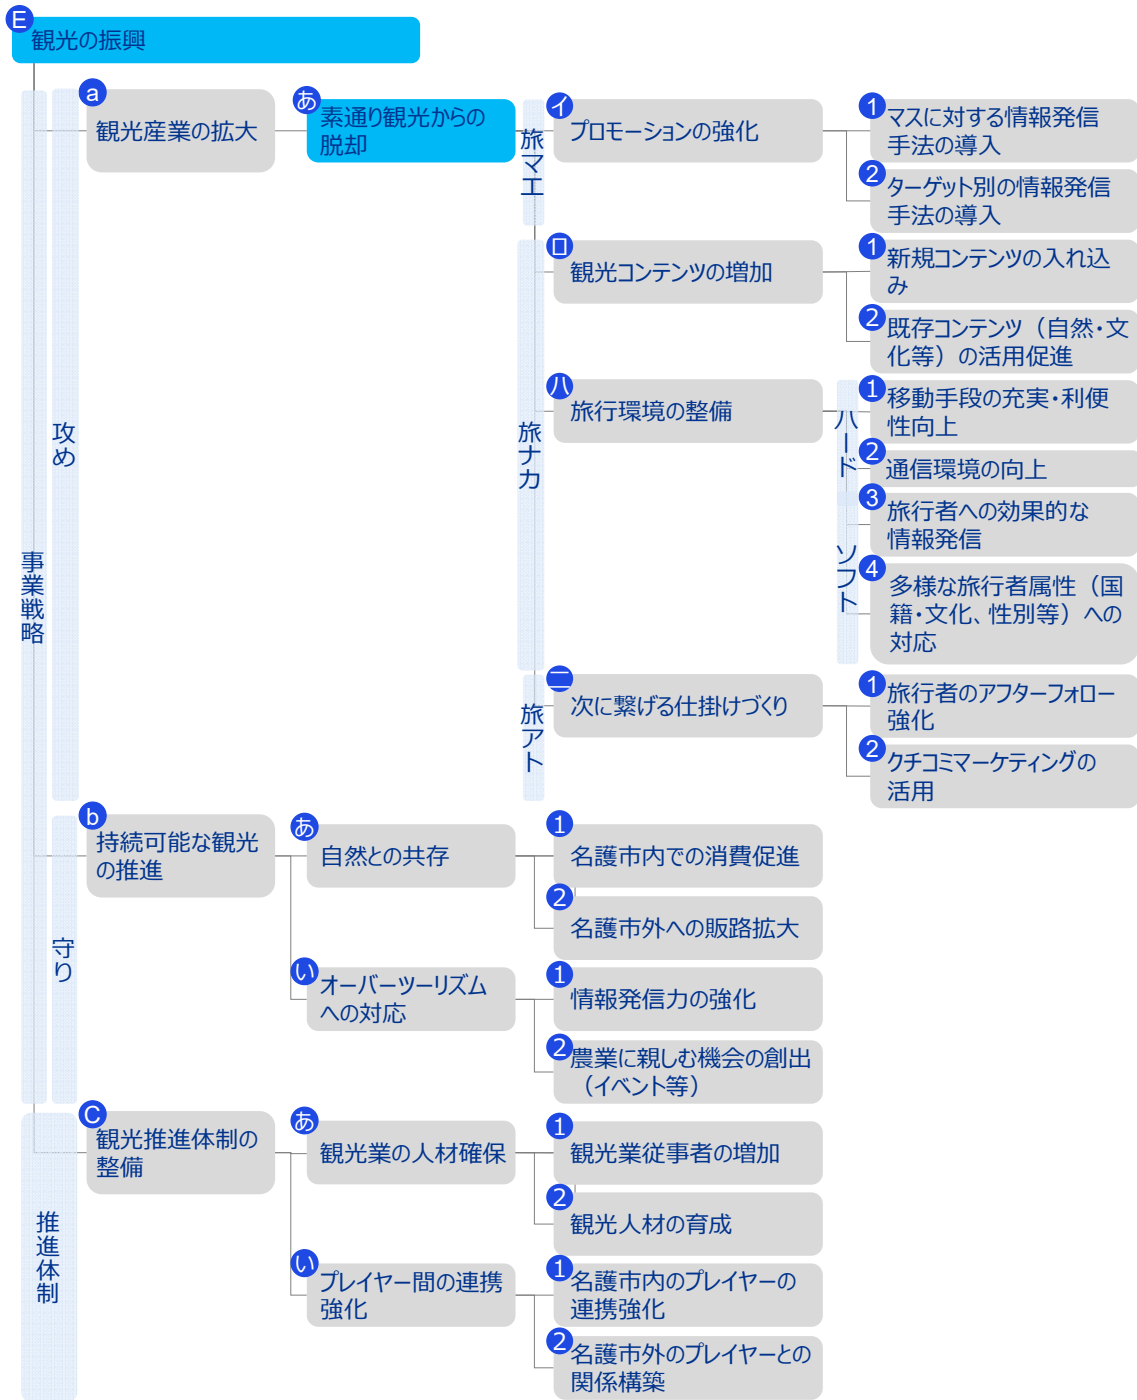 E
観光の振興
事業戦略
攻め
a
観光産業の拡大
あ
素通り観光からの
脱却
旅マエ
イ
プロモーションの強化
1
マスに対する情報発信
手法の導入
2
ターゲット別の情報発信
手法の導入
旅ナカ
ロ
観光コンテンツの増加
1
新規コンテンツの入れ込
み
2
既存コンテンツ（自然・文
化等）の活用促進
ハ
旅行環境の整備
ハード
1
移動手段の充実・利便
性向上
2
通信環境の向上
ソフト
3
旅行者への効果的な
情報発信
4
多様な旅行者属性（国
籍・文化、性別等）への
対応
旅アト
ニ
次に繋げる仕掛けづくり
1
旅行者のアフターフォロー
強化
2
クチコミマーケティングの
活用
守り
b
持続可能な観光
の推進
あ
自然との共存
1
名護市内での消費促進
2
名護市外への販路拡大
い
オーバーツーリズム
への対応
1
情報発信力の強化
2
農業に親しむ機会の創出
（イベント等）
推進体制
C
観光推進体制の
整備
あ
観光業の人材確保
1
観光業従事者の増加
2
観光人材の育成
い
プレイヤー間の連携
強化
1
名護市内のプレイヤーの
連携強化
2
名護市外のプレイヤーとの
関係構築